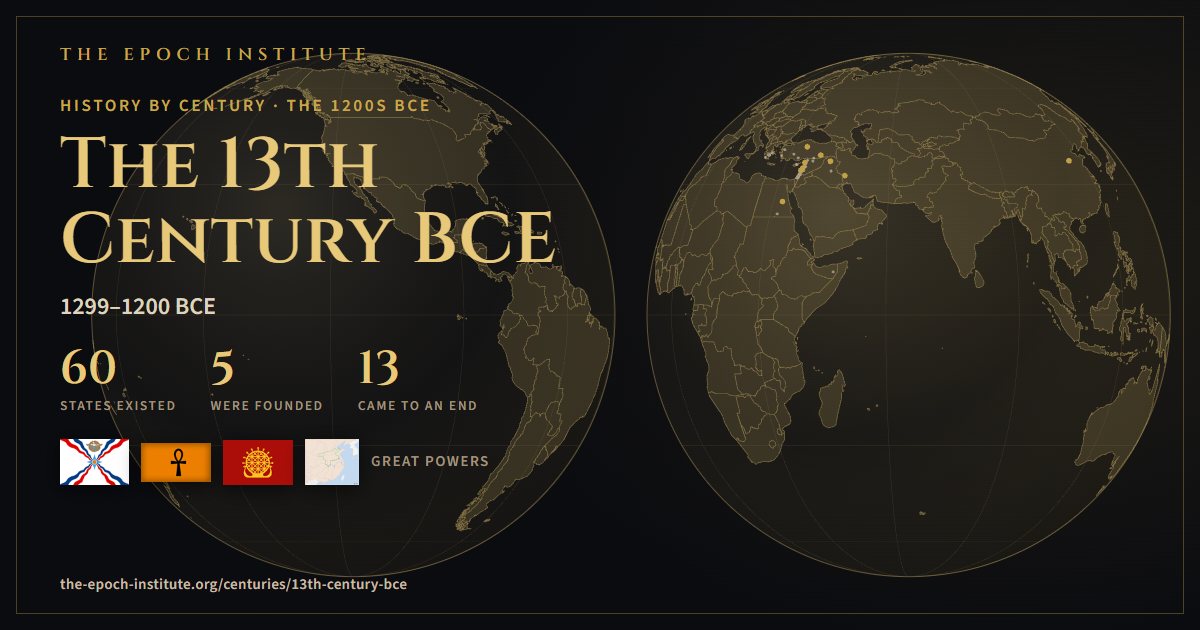 THE EPOCH INSTITUTE
HISTORY BY CENTURY · THE 1200S BCE
THE 13TH
CENTURY BCE
1299–1200 BCE
60 5 13
STATES EXISTED WERE FOUNDED CAME TO AN END
GREAT POWERS
the-epoch-institute.org/centuries/13th-century-bce